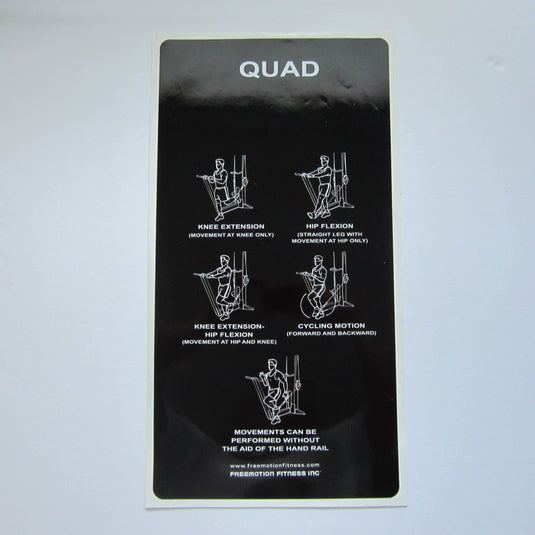 QUAD
KNEE EXTENSION
(MOVEMENT AT KNEE ONLY)
HIP FLEXION
(STRAIGHT LEG WITH
MOVEMENT AT HIP ONLY)
KNEE EXTENSION-
HIP FLEXION
(MOVEMENT AT HIP AND KNEE)
CYCLING MOTION
(FORWARD AND BACKWARD)
MOVEMENTS CAN BE
PERFORMED WITHOUT
THE AID OF THE HAND RAIL
www.freemotionfitness.com
FREEMOTION FITNESS INC